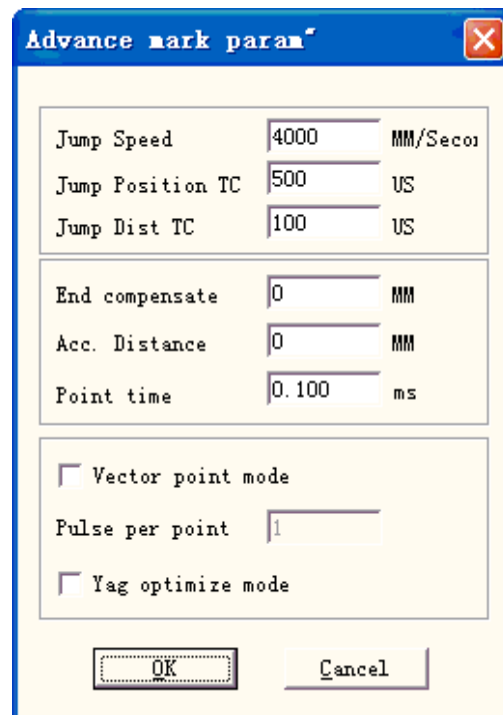 Advance mark param
Jump Speed 4000 MM/Secon
Jump Position TC 500 US
Jump Dist TC 100 US
End compensate 0 MM
Acc. Distance 0 MM
Point time 0.100 ms
Vector point mode
Pulse per point 1
Yag optimize mode
OK Cancel